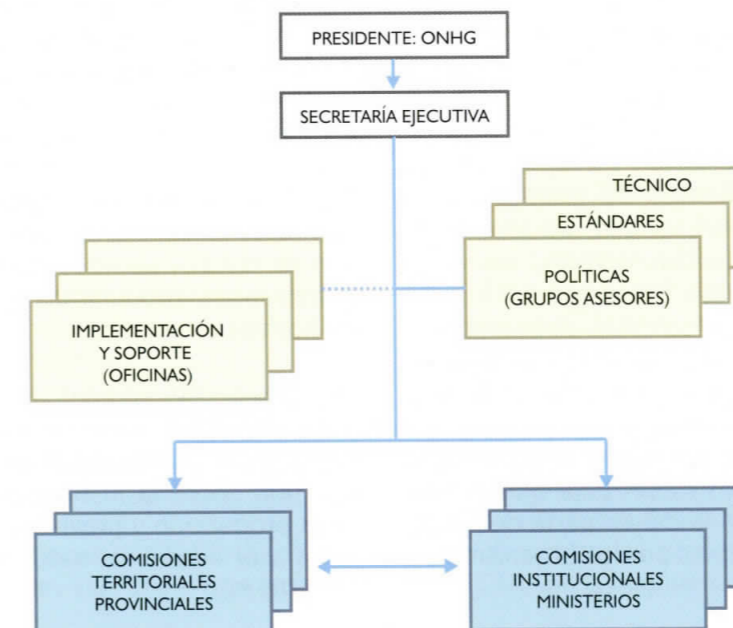 PRESIDENTE: ONHG
SECRETARÍA EJECUTIVA
TÉCNICO
ESTÁNDARES
POLÍTICAS
(GRUPOS ASESORES)
IMPLEMENTACIÓN
Y SOPORTE
(OFICINAS)
COMISIONES
TERRITORIALES
PROVINCIALES
COMISIONES
INSTITUCIONALES
MINISTERIOS